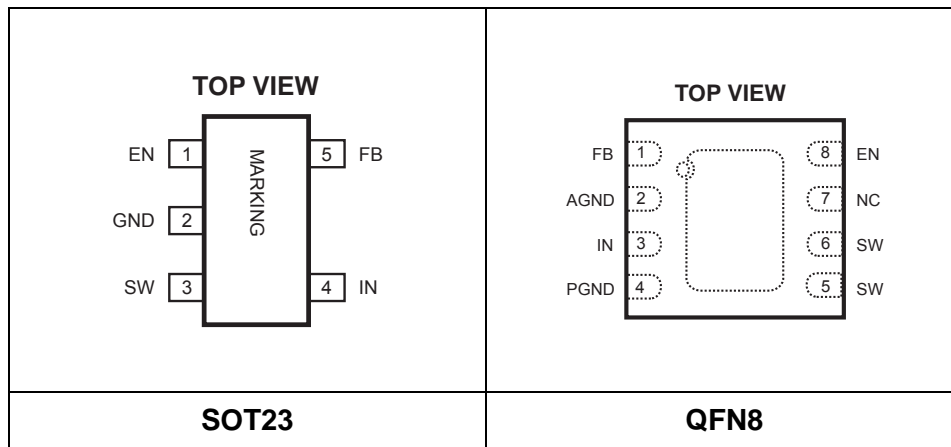 TOP VIEW
EN 1 5 FB
MARKING
GND 2
SW 3 4 IN
SOT23
TOP VIEW
FB 1 8 EN
AGND 2 7 NC
IN 3 6 SW
PGND 4 5 SW
QFN8